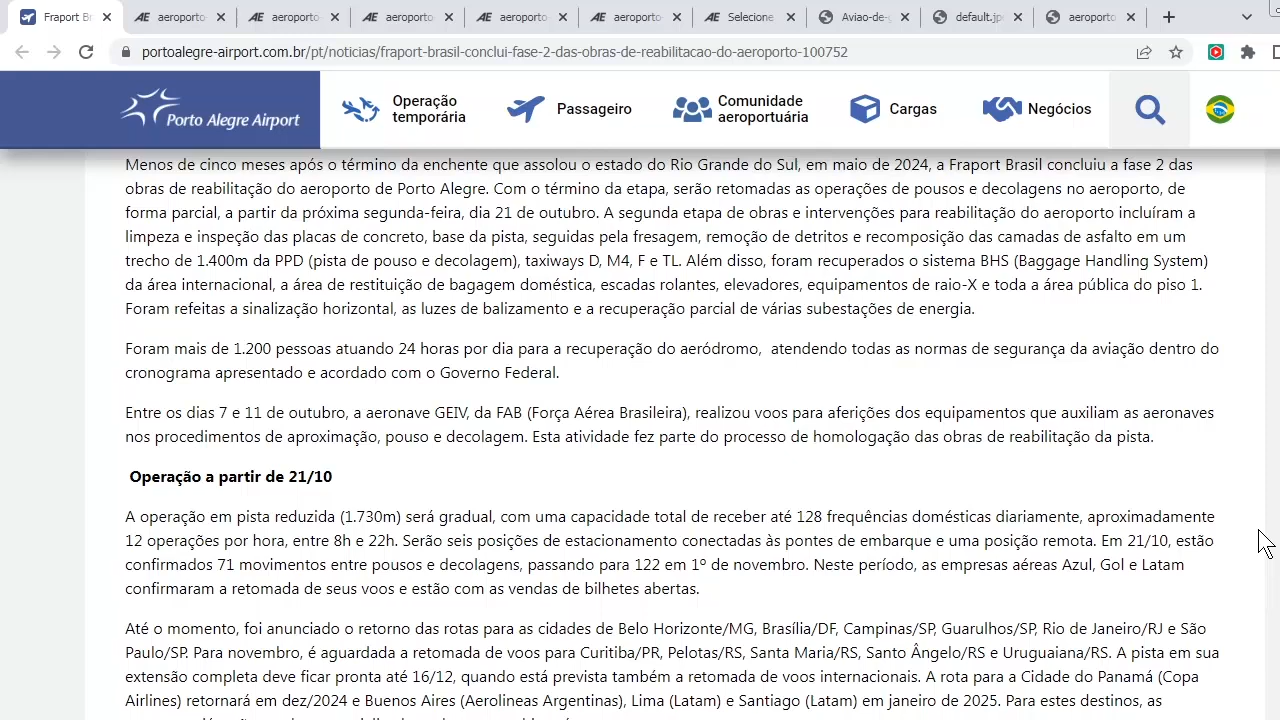 Fraport B
aeroporto-
aeroporto-
aeroporto-
aeroporto-
aeroporto-
Selecione
Aviao-de-
default.jp
aeroporto
portoalegre-airport.com.br/pt/noticias/fraport-brasil-conclui-fase-2-das-obras-de-reabilitacao-do-aeroporto-100752
Porto Alegre Airport
Operação
temporária
Passageiro
Comunidade
aeroportuária
Cargas
Negócios
Menos de cinco meses após o término da enchente que assolou o estado do Rio Grande do Sul, em maio de 2024, a Fraport Brasil concluiu a fase 2 das
obras de reabilitação do aeroporto de Porto Alegre. Com o término da etapa, serão retomadas as operações de pousos e decolagens no aeroporto, de
forma parcial, a partir da próxima segunda-feira, dia 21 de outubro. A segunda etapa de obras e intervenções para reabilitação do aeroporto incluíram a
limpeza e inspeção das placas de concreto, base da pista, seguidas pela fresagem, remoção de detritos e recomposição das camadas de asfalto em um
trecho de 1.400m da PPD (pista de pouso e decolagem), taxiways D, M4, F e TL. Além disso, foram recuperados o sistema BHS (Baggage Handling System)
da área internacional, a área de restituição de bagagem doméstica, escadas rolantes, elevadores, equipamentos de raio-X e toda a área pública do piso 1.
Foram refeitas a sinalização horizontal, as luzes de balizamento e a recuperação parcial de várias subestações de energia.
Foram mais de 1.200 pessoas atuando 24 horas por dia para a recuperação do aeródromo, atendendo todas as normas de segurança da aviação dentro do
cronograma apresentado e acordado com o Governo Federal.
Entre os dias 7 e 11 de outubro, a aeronave GEIV, da FAB (Força Aérea Brasileira), realizou voos para aferições dos equipamentos que auxiliam as aeronaves
nos procedimentos de aproximação, pouso e decolagem. Esta atividade fez parte do processo de homologação das obras de reabilitação da pista.
Operação a partir de 21/10
A operação em pista reduzida (1.730m) será gradual, com uma capacidade total de receber até 128 frequências domésticas diariamente, aproximadamente
12 operações por hora, entre 8h e 22h. Serão seis posições de estacionamento conectadas às pontes de embarque e uma posição remota. Em 21/10, estão
confirmados 71 movimentos entre pousos e decolagens, passando para 122 em 1º de novembro. Neste período, as empresas aéreas Azul, Gol e Latam
confirmaram a retomada de seus voos e estão com as vendas de bilhetes abertas.
Até o momento, foi anunciado o retorno das rotas para as cidades de Belo Horizonte/MG, Brasília/DF, Campinas/SP, Guarulhos/SP, Rio de Janeiro/RJ e São
Paulo/SP. Para novembro, é aguardada a retomada de voos para Curitiba/PR, Pelotas/RS, Santa Maria/RS, Santo Ângelo/RS e Uruguaiana/RS. A pista em sua
extensão completa deve ficar pronta até 16/12, quando está prevista também a retomada de voos internacionais. A rota para a Cidade do Panamá (Copa
Airlines) retornará em dez/2024 e Buenos Aires (Aerolineas Argentinas), Lima (Latam) e Santiago (Latam) em janeiro de 2025. Para estes destinos, as